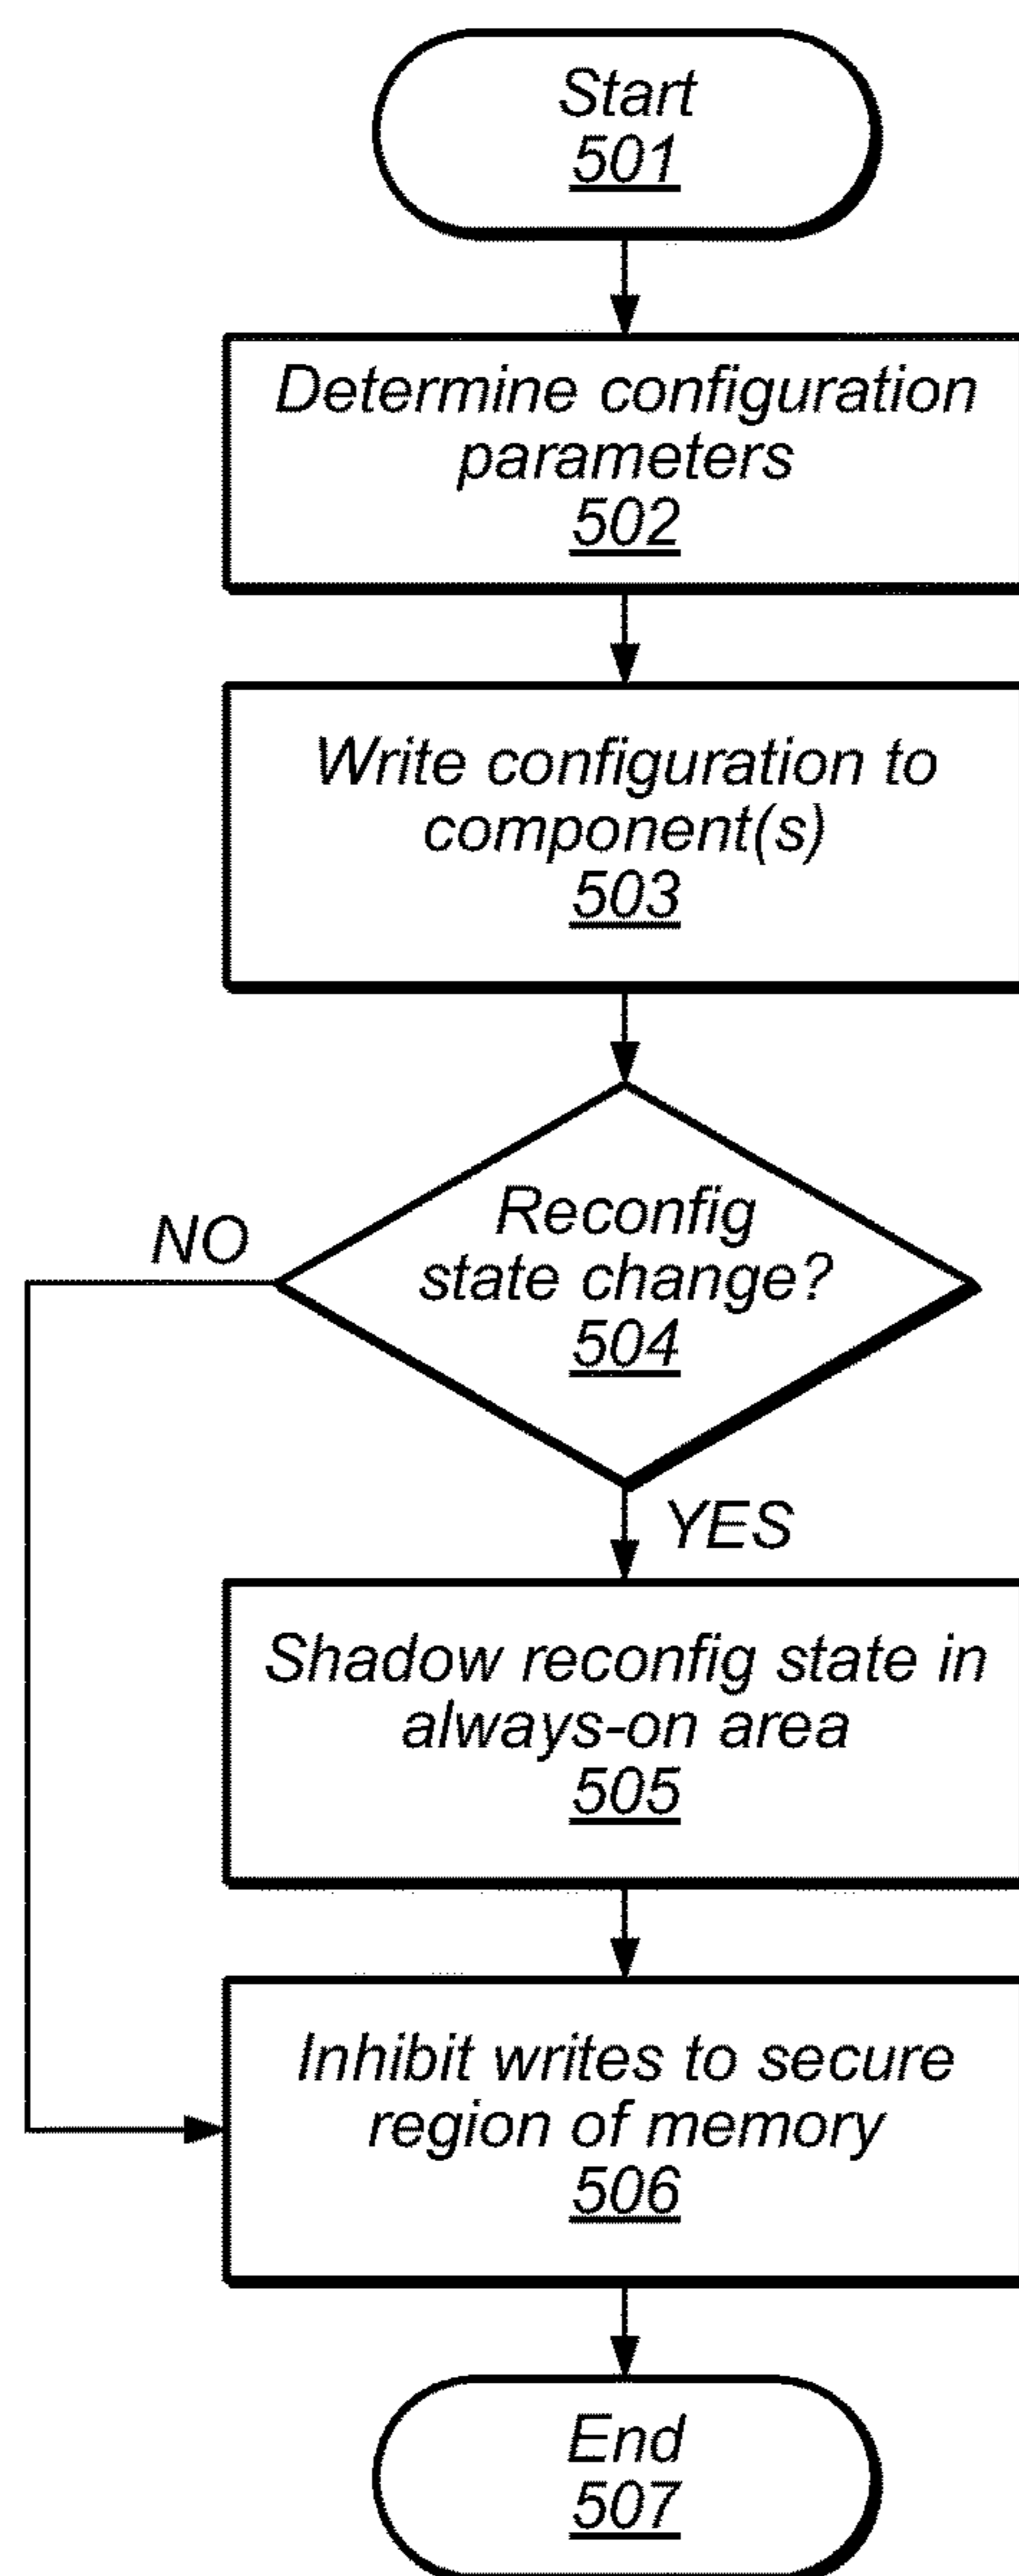 Start
501
Determine configuration
parameters
502
Write configuration to
component(s)
503
Reconfig
state change?
504
NO
YES
Shadow reconfig state in
always-on area
505
Inhibit writes to secure
region of memory
506
End
507